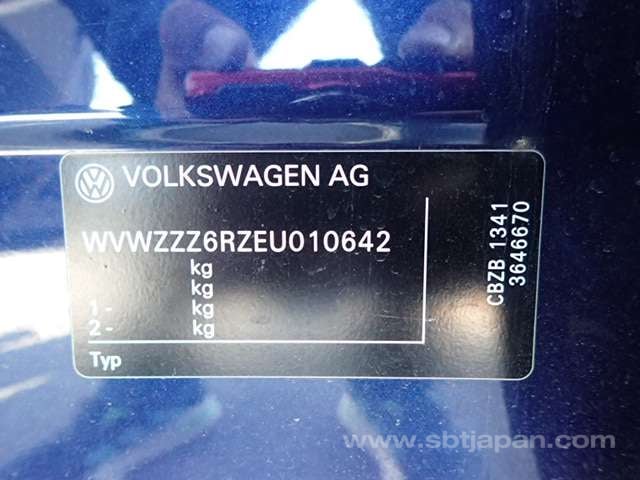 VOLKSWAGEN AG
WVWZZZ6RZEU010642
kg
kg
1 - kg
2 - kg
Typ
CBZB 1341
3646670
www.sbtjapan.com